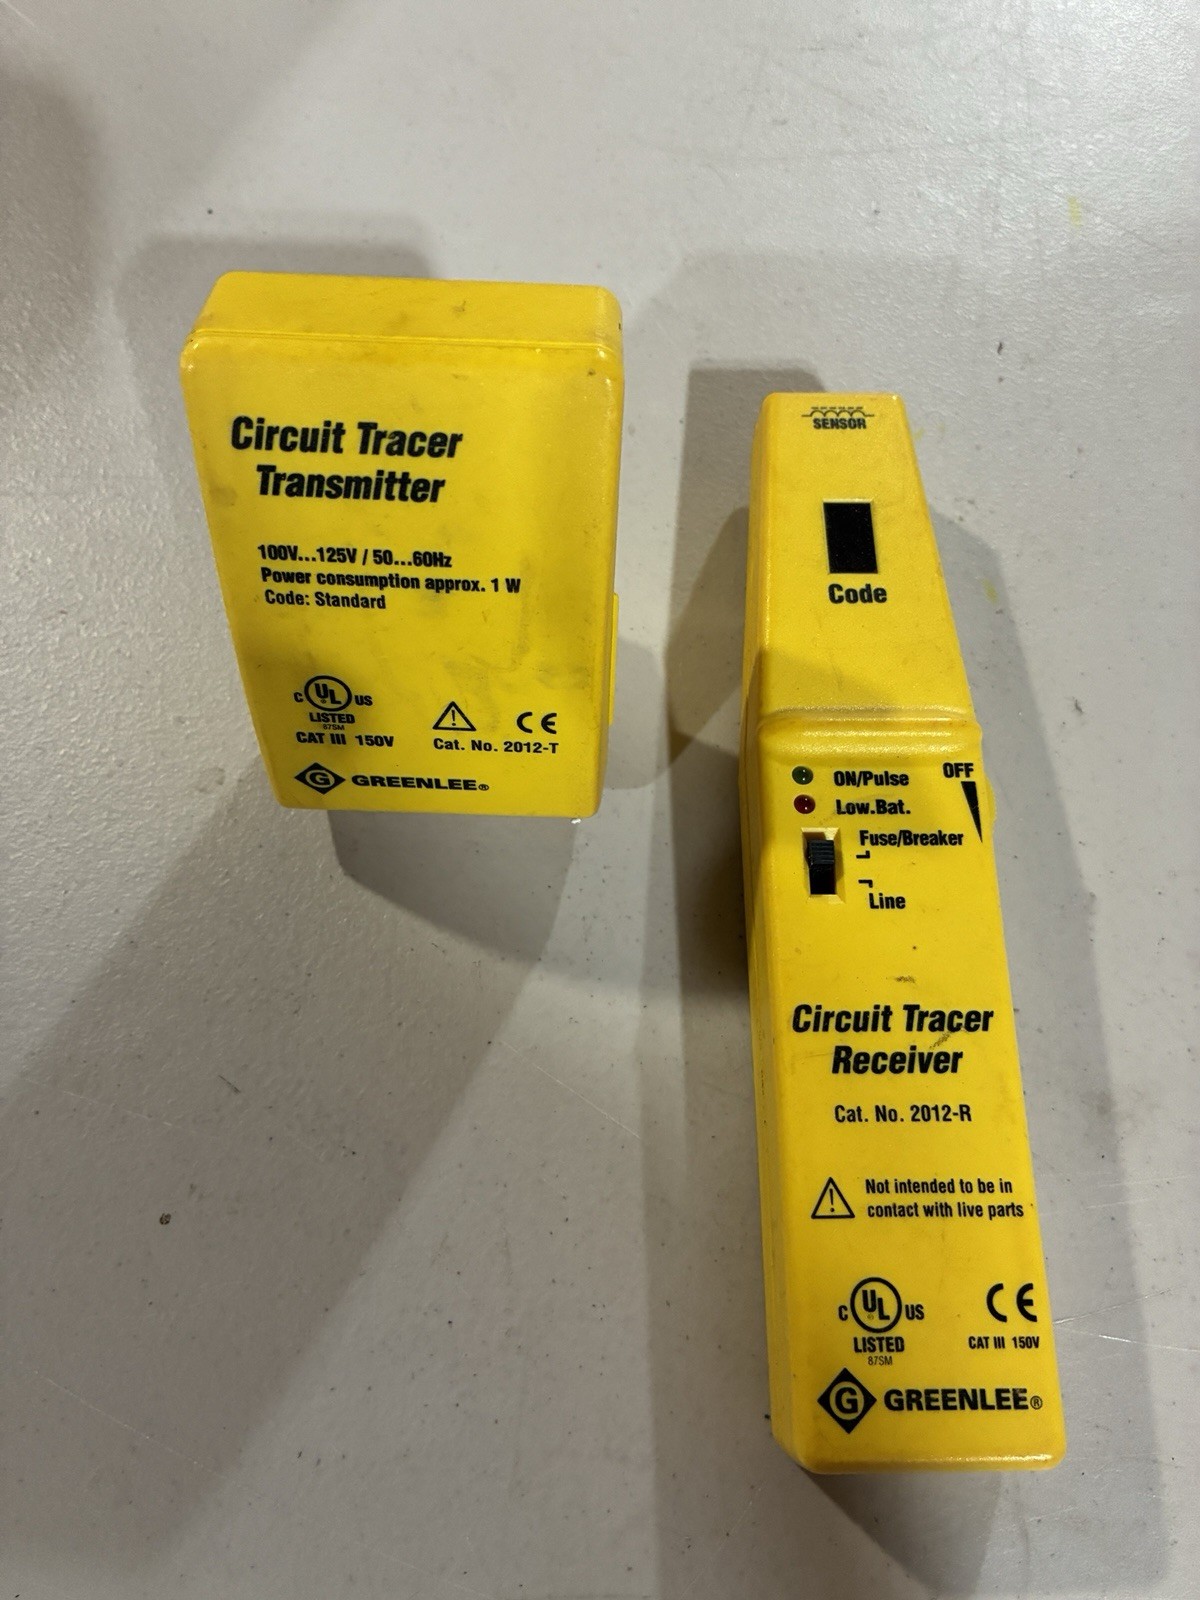 Circuit Tracer
Transmitter
100V...125V / 50...60Hz
Power consumption approx. 1 W
Code: Standard
C UL US
LISTED
87SM
CAT III 150V
CE
Cat. No. 2012-T
G GREENLEE®
SENSOR
Code
ON/Pulse
OFF
Low.Bat.
Fuse/Breaker
Line
Circuit Tracer
Receiver
Cat. No. 2012-R
Not intended to be in
contact with live parts
C UL US
LISTED
87SM
CE
CAT III 150V
G GREENLEE®